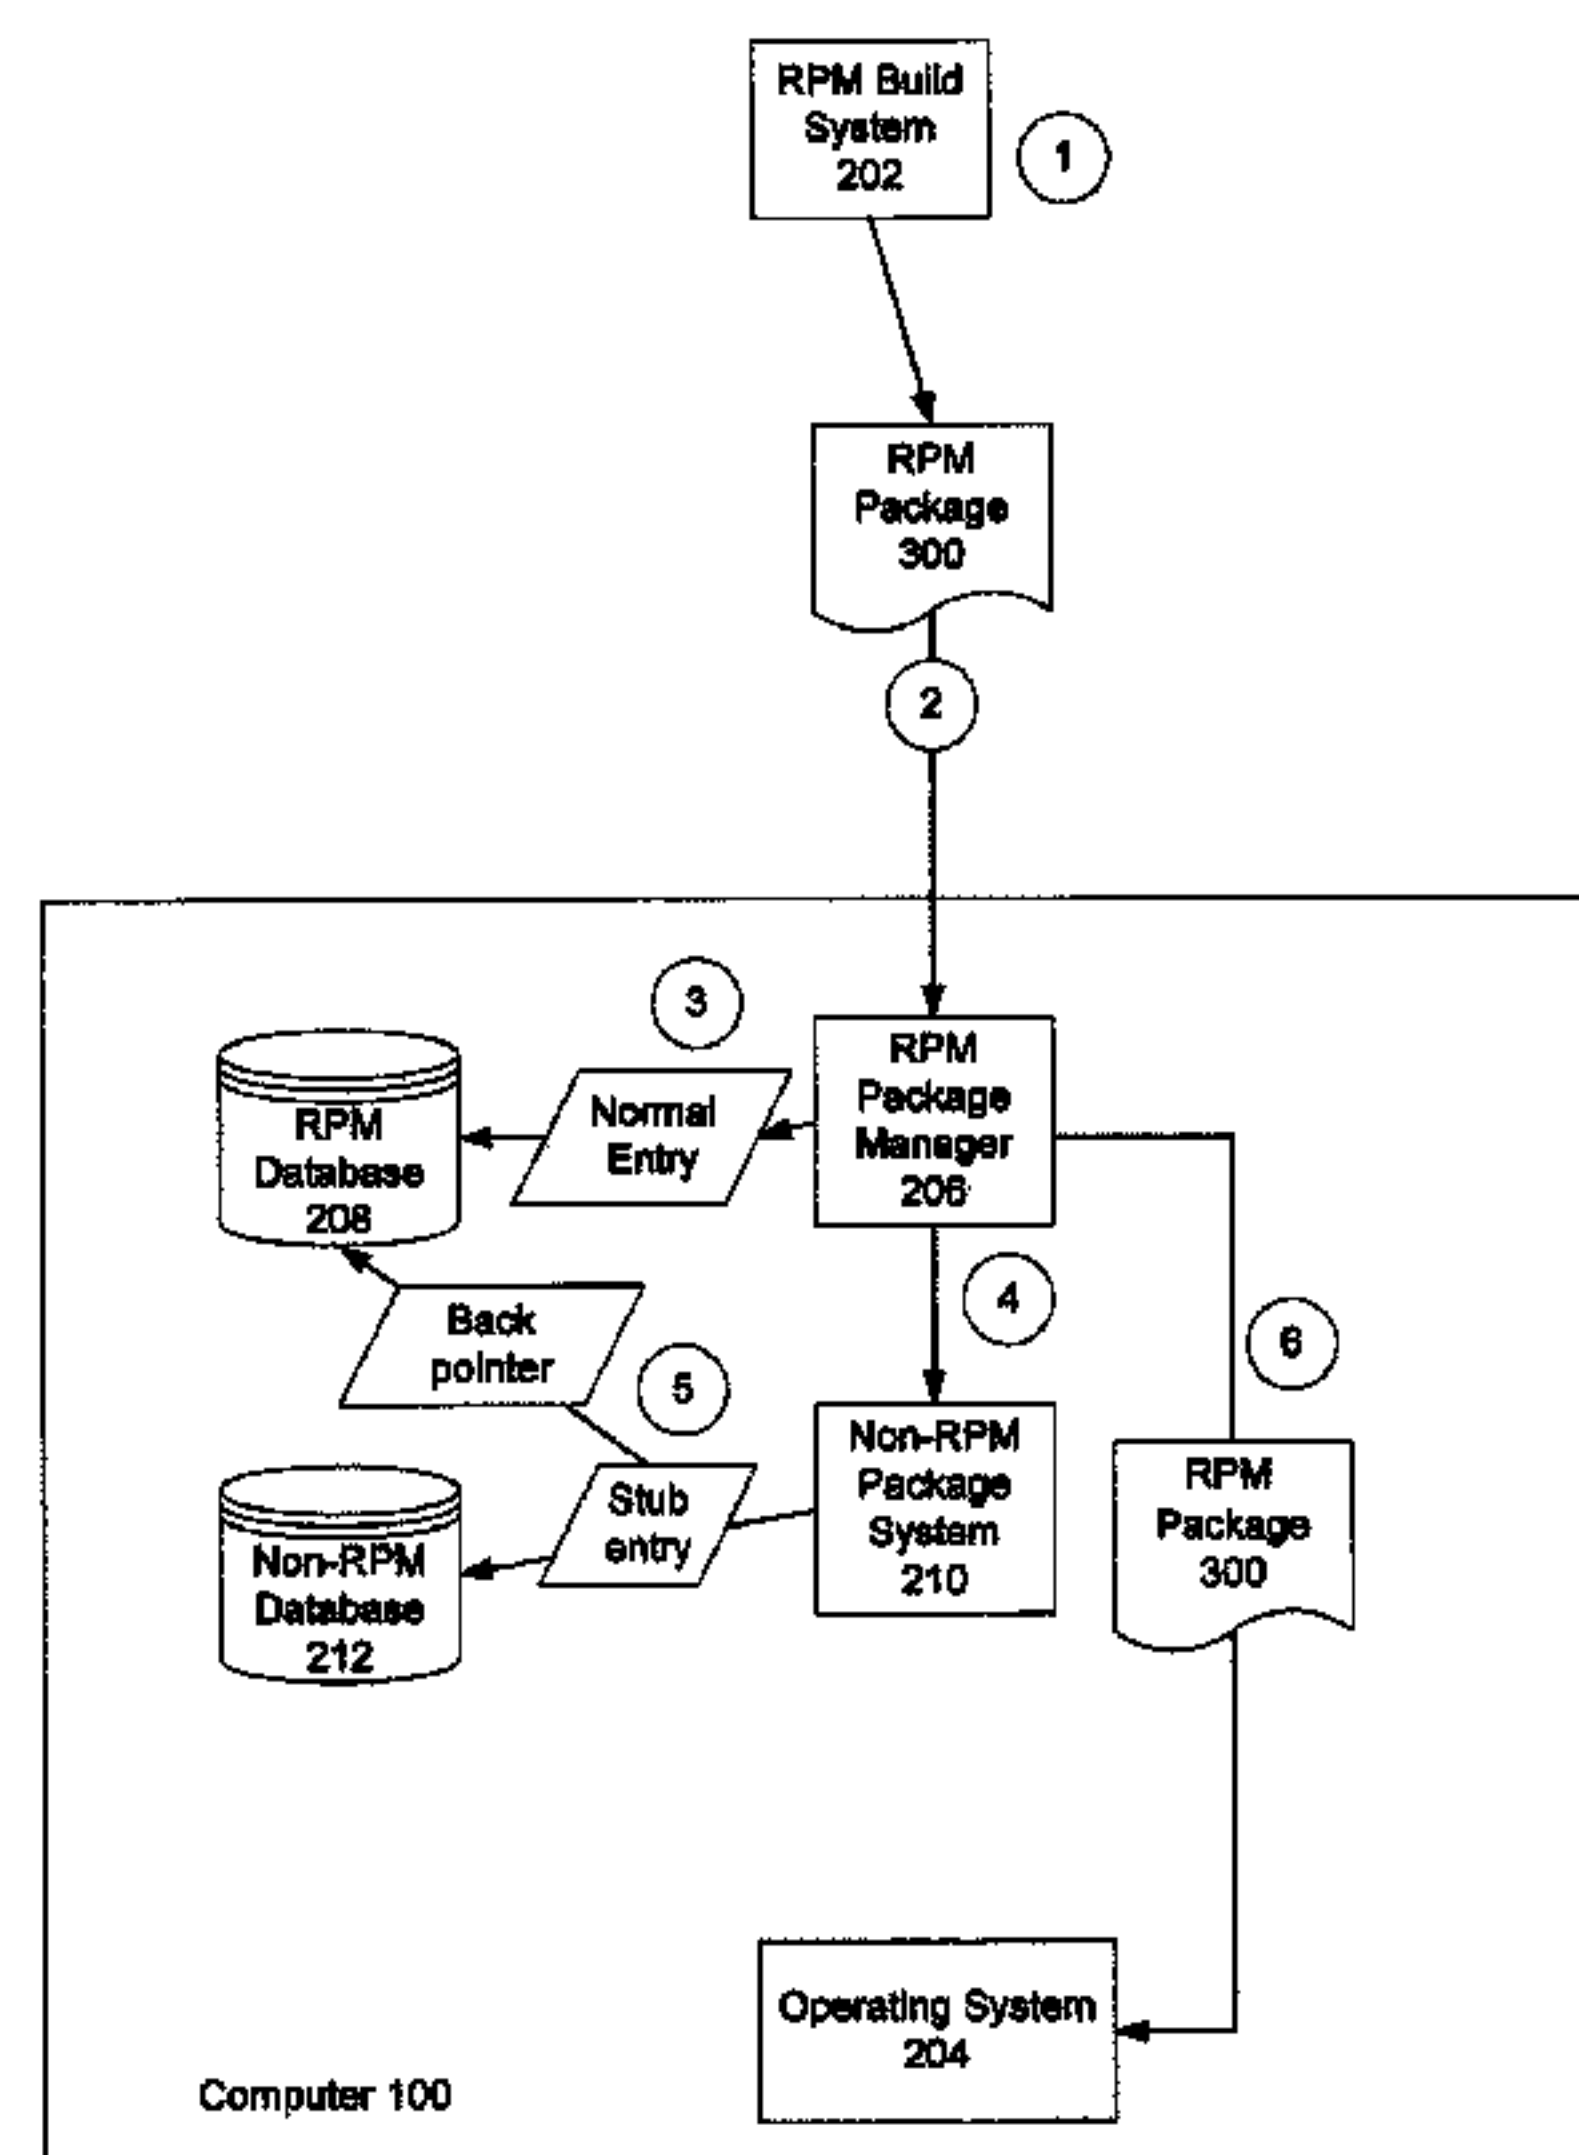 RPM Build
System
202
1
RPM
Package
300
2
3
RPM
Package
Manager
206
Normal
Entry
RPM
Database
208
4
6
Back
pointer
5
Non-RPM
Package
System
210
Stub
entry
RPM
Package
300
Non-RPM
Database
212
Operating System
204
Computer 100